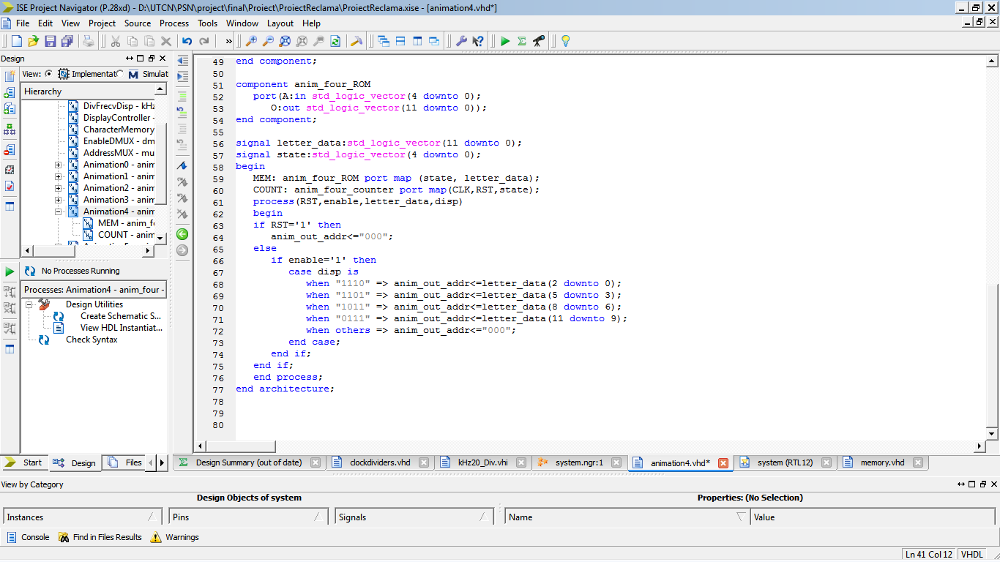 ISE Project Navigator (P.28xd) - D:\UTCN\PSN\project\final\Proiect\ProiectReclama\ProiectReclama.xise - [animation4.vhd*]
File Edit View Project Source Process Tools Window Layout Help
»
Design
View: Implementat Simulat
Hierarchy
DivFrecvDisp - kHz
DisplayController -
CharacterMemory
EnableDMUX - dm
AddressMUX - mu
Animation0 - anim
Animation1 - anim
Animation2 - anim
Animation3 - anim
Animation4 - anim
MEM - anim_f
COUNT - anim
No Processes Running
Processes: Animation4 - anim_four -
Design Utilities
Create Schematic S...
View HDL Instantiat...
Check Syntax
Start Design Files
49 end component;
50
51 component anim_four_ROM
52 port(A:in std_logic_vector(4 downto 0);
53 O:out std_logic_vector(11 downto 0));
54 end component;
55
56 signal letter_data:std_logic_vector(11 downto 0);
57 signal state:std_logic_vector(4 downto 0);
58 begin
59 MEM: anim_four_ROM port map (state, letter_data);
60 COUNT: anim_four_counter port map(CLK,RST,state);
61 process(RST,enable,letter_data,disp)
62 begin
63 if RST='1' then
64 anim_out_addr<="000";
65 else
66 if enable='1' then
67 case disp is
68 when "1110" => anim_out_addr<=letter_data(2 downto 0);
69 when "1101" => anim_out_addr<=letter_data(5 downto 3);
70 when "1011" => anim_out_addr<=letter_data(8 downto 6);
71 when "0111" => anim_out_addr<=letter_data(11 downto 9);
72 when others => anim_out_addr<="000";
73 end case;
74 end if;
75 end if;
76 end process;
77 end architecture;
78
79
80
Design Summary (out of date) clockdividers.vhd kHz20_Div.vhi system.ngr:1 animation4.vhd* system (RTL12) memory.vhd
View by Category
Design Objects of system Properties: (No Selection)
Instances Pins Signals Name Value
Console Find in Files Results Warnings
Ln 41 Col 12 VHDL